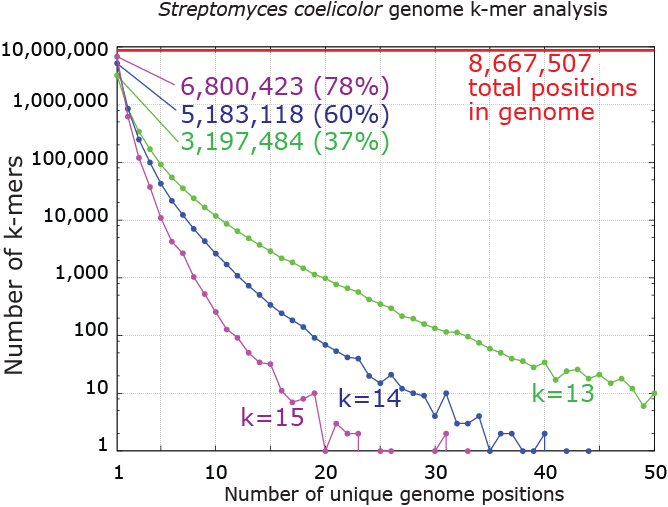 Streptomyces coelicolor genome k-mer analysis
10,000,000
1,000,000
100,000
10,000
1,000
100
10
1
Number of k-mers
6,800,423 (78%)
5,183,118 (60%)
3,197,484 (37%)
8,667,507
total positions
in genome
k=15
k=14
k=13
1 10 20 30 40 50
Number of unique genome positions